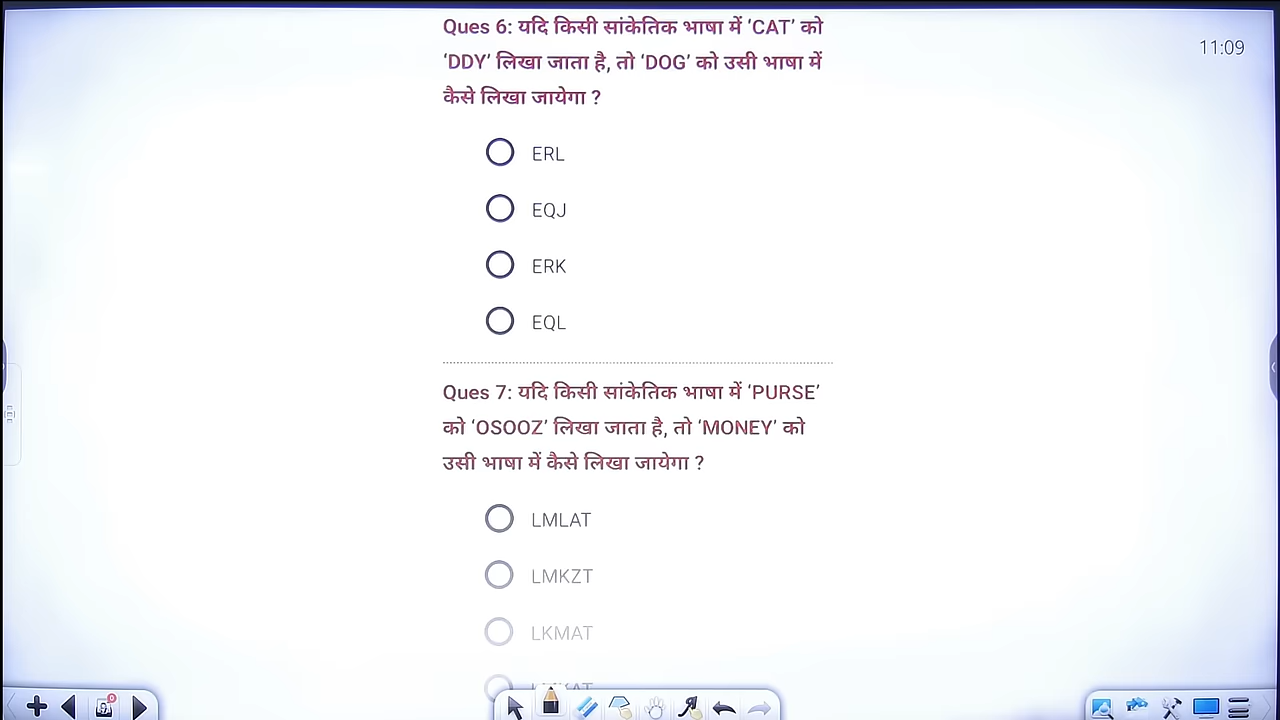 Ques 6: यदि किसी सांकेतिक भाषा में ‘CAT’ को
‘DDY’ लिखा जाता है, तो ‘DOG’ को उसी भाषा में
कैसे लिखा जायेगा ?
11:09
ERL
EQJ
ERK
EQL
Ques 7: यदि किसी सांकेतिक भाषा में ‘PURSE’
को ‘OSOOZ’ लिखा जाता है, तो ‘MONEY’ को
उसी भाषा में कैसे लिखा जायेगा ?
LMLAT
LMKZT
LKMAT